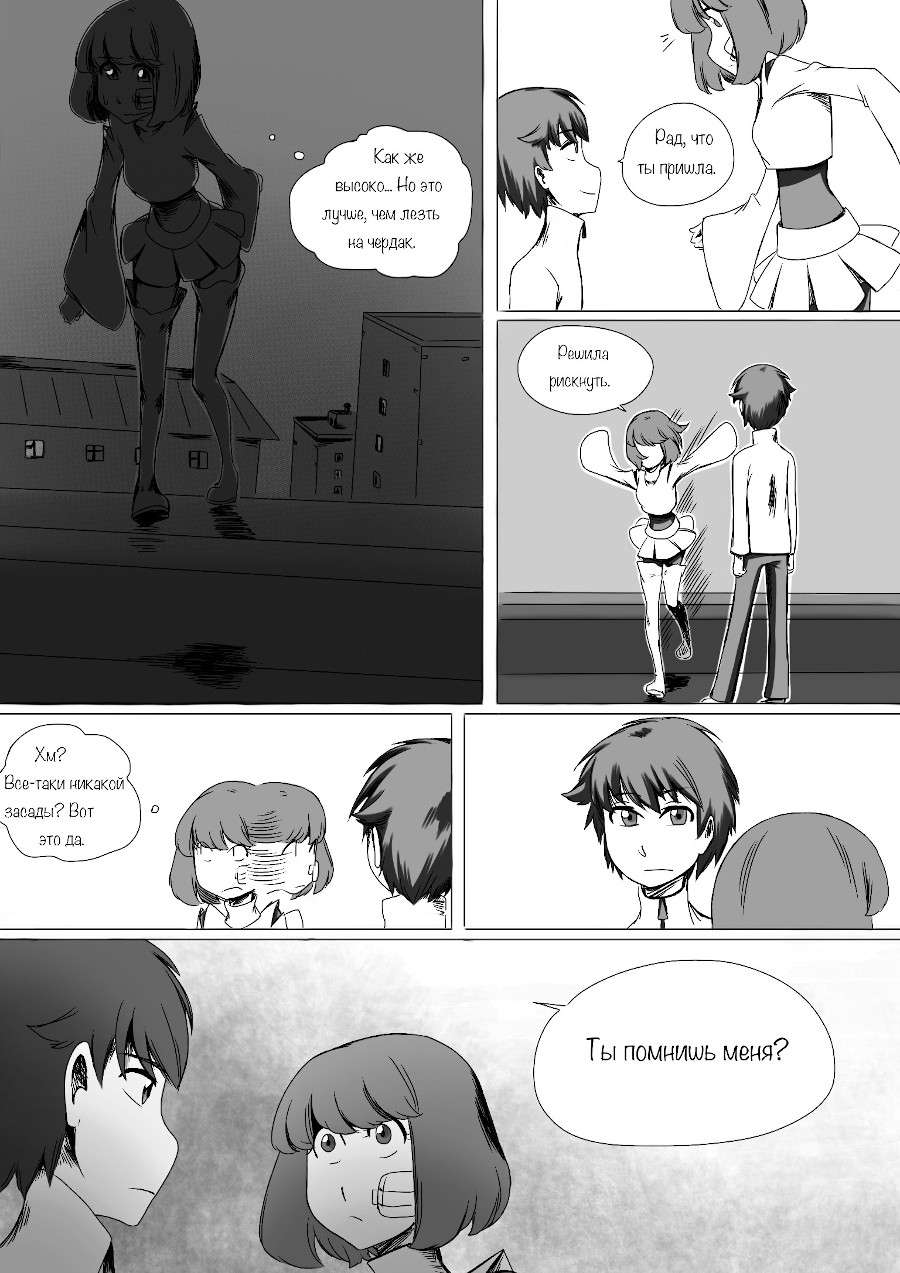 Как же
высоко... Но это
лучше, чем лезть
на чердак.
Рад, что
ты пришла.
Решила
рискнуть.
Хм?
Все-таки никакой
засады? Вот
это да.
Ты помнишь меня?